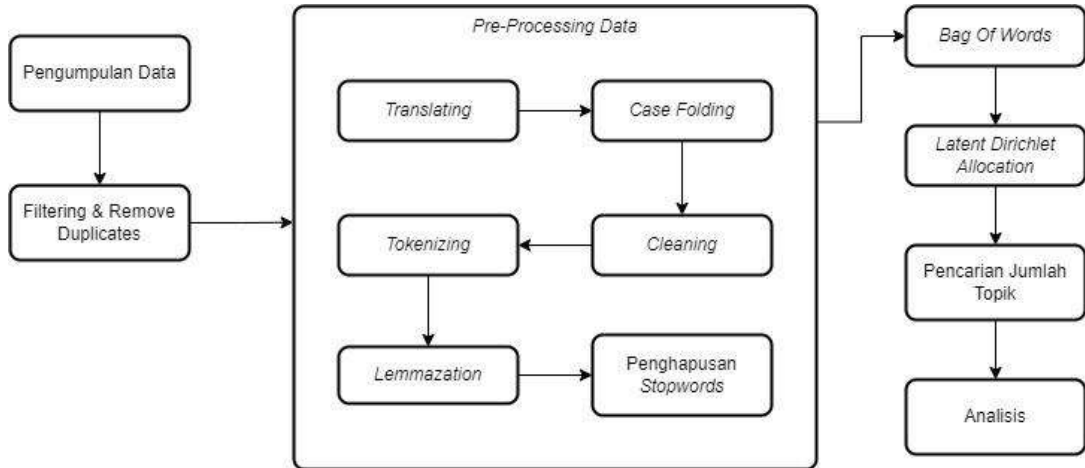 Pengumpulan Data
Filtering & Remove
Duplicates
Pre-Processing Data
Translating
Case Folding
Cleaning
Tokenizing
Lemmazation
Penghapusan
Stopwords
Bag Of Words
Latent Dirichlet
Allocation
Pencarian Jumlah
Topik
Analisis